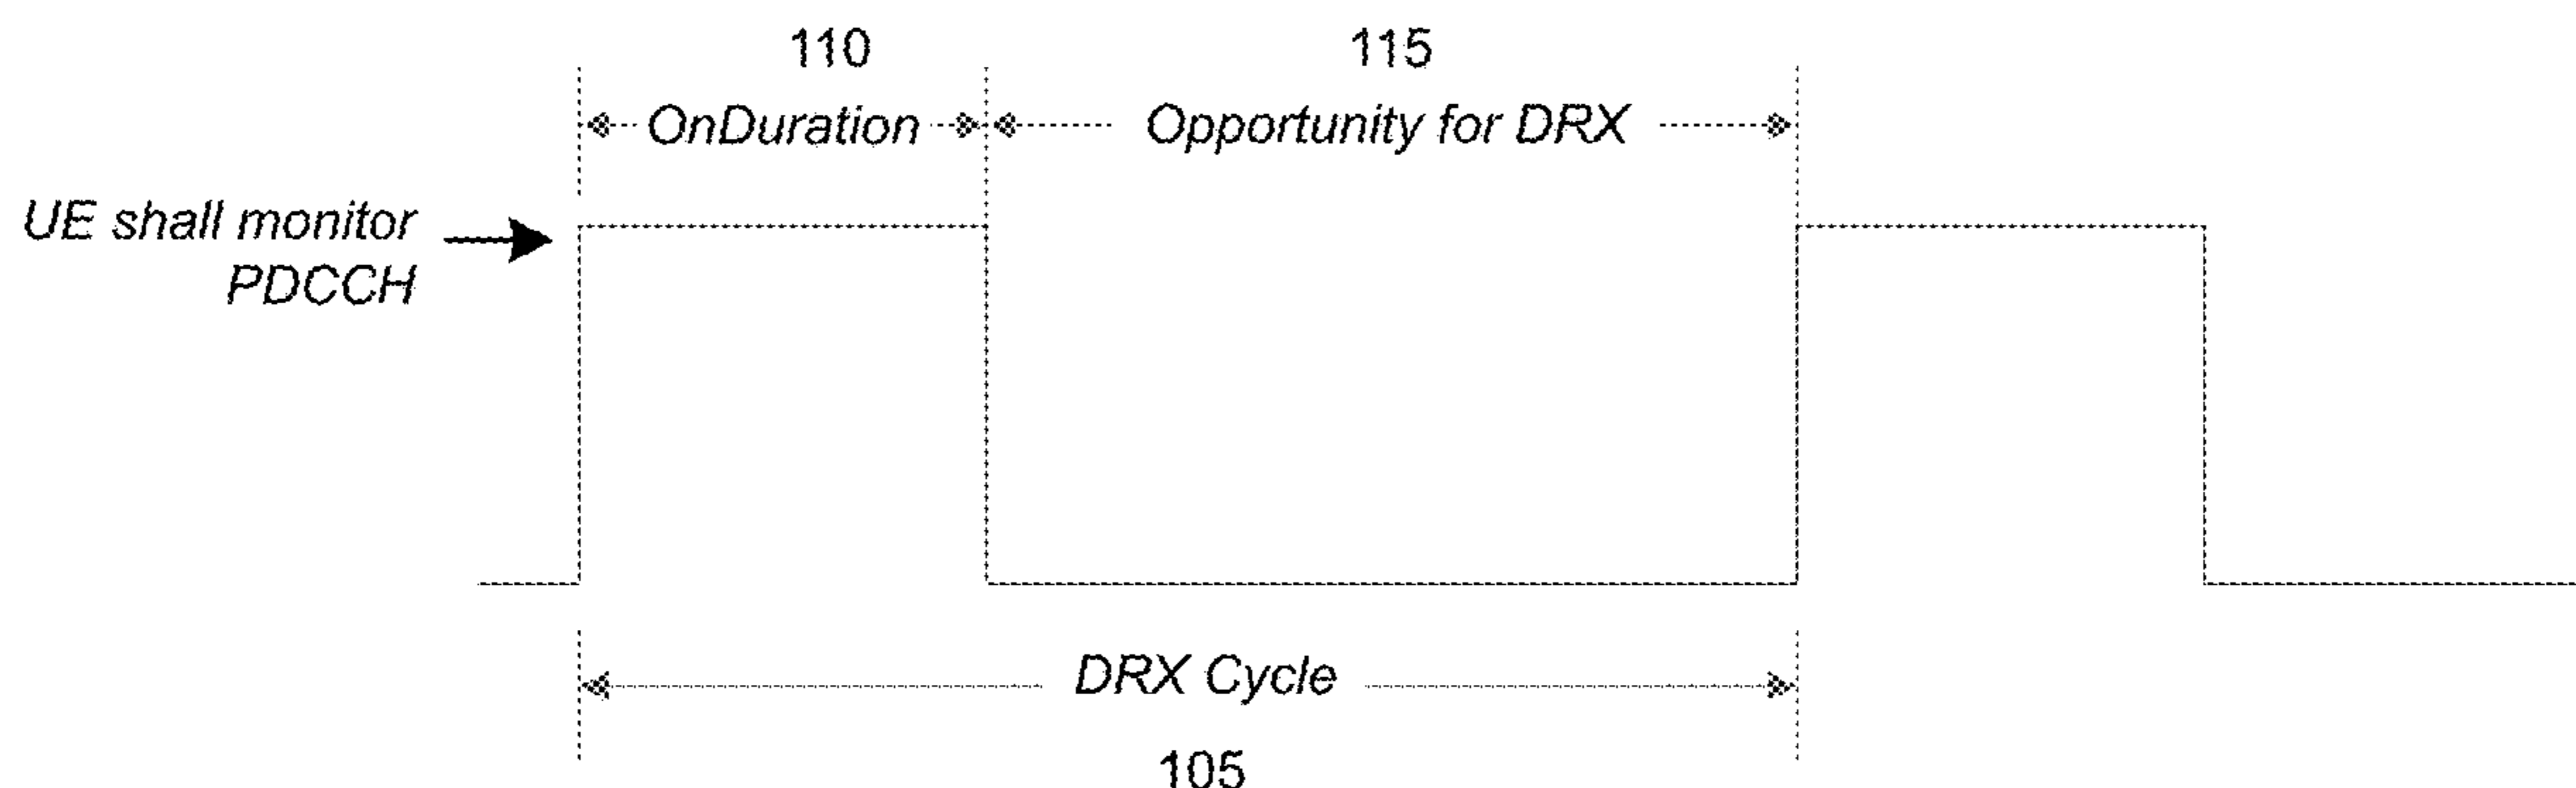 110
115
OnDuration
Opportunity for DRX
UE shall monitor
PDCCH
DRX Cycle
105